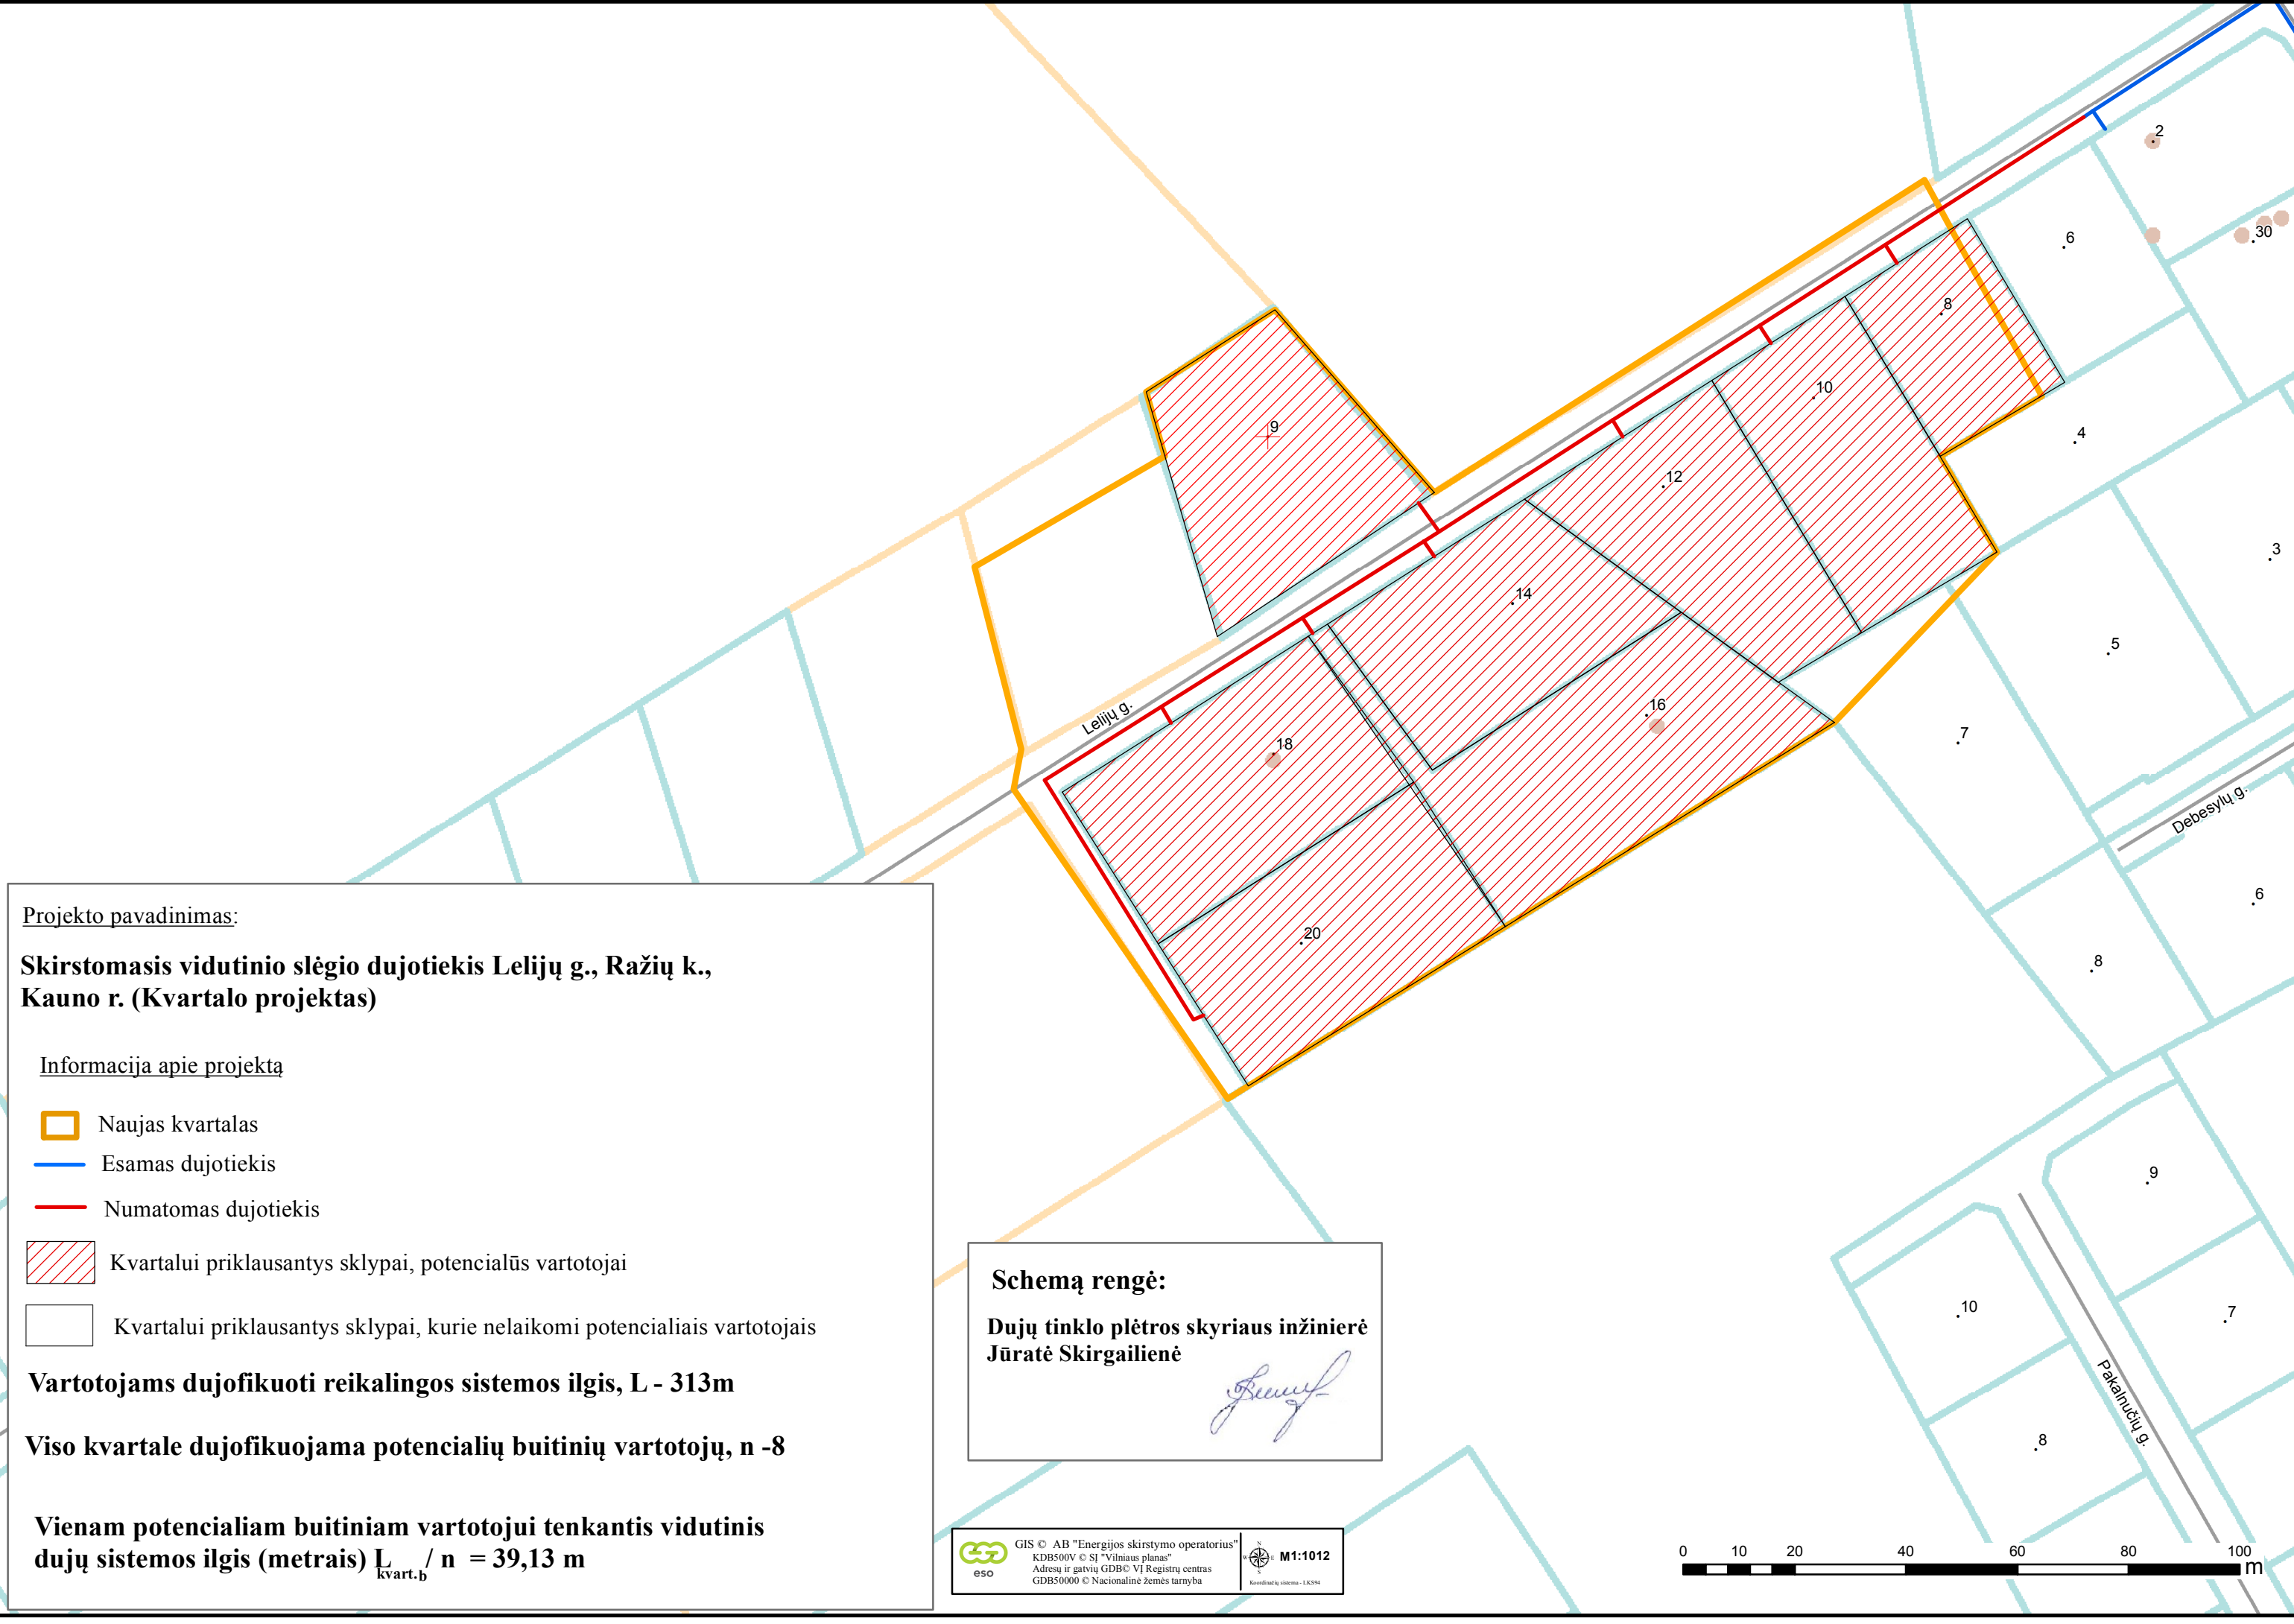 2
6
30
8
10
4
9
12
3
14
5
16
7
18
Lelijų g.
Debesylų g.
6
20
8
9
10
7
8
Pakalnučių g.
Projekto pavadinimas:
Skirstomasis vidutinio slėgio dujotiekis Lelijų g., Ražių k.,
Kauno r. (Kvartalo projektas)
Informacija apie projektą
Naujas kvartalas
Esamas dujotiekis
Numatomas dujotiekis
Kvartalui priklausantys sklypai, potencialūs vartotojai
Kvartalui priklausantys sklypai, kurie nelaikomi potencialiais vartotojais
Vartotojams dujofikuoti reikalingos sistemos ilgis, L - 313m
Viso kvartale dujofikuojama potencialių buitinių vartotojų, n -8
Vienam potencialiam buitiniam vartotojui tenkantis vidutinis
dujų sistemos ilgis (metrais) L kvart.b / n = 39,13 m
Schemą rengė:
Dujų tinklo plėtros skyriaus inžinierė
Jūratė Skirgailienė
eso
GIS © AB "Energijos skirstymo operatorius"
KDB500V © SĮ "Vilniaus planas"
Adresų ir gatvių GDB© VĮ Registrų centras
GDB50000 © Nacionalinė žemės tarnyba
N
W E
S
M1:1012
Koordinačių sistema - LKS94
0 10 20 40 60 80 100
m